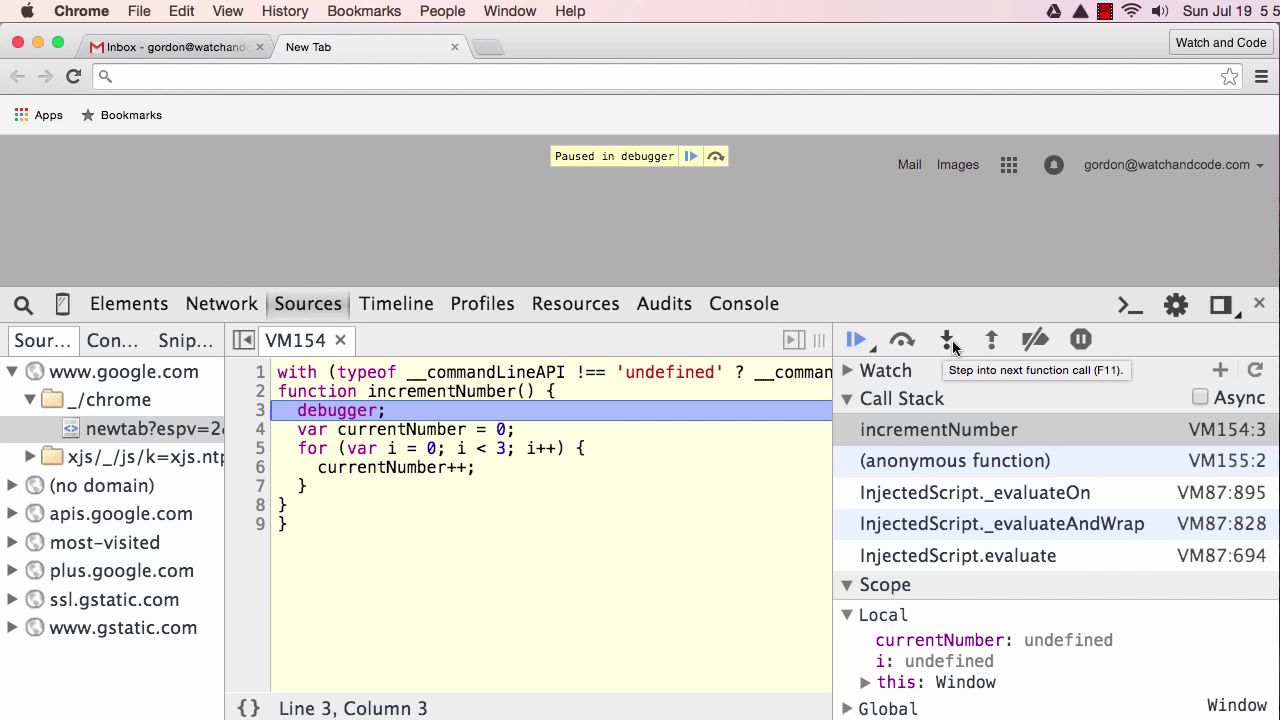 Chrome File Edit View History Bookmarks People Window Help Sun Jul 19 5 5
Inbox - gordon@watchand
New Tab
Watch and Code
Apps Bookmarks
Paused in debugger
Mail Images gordon@watchandcode.com
Elements Network Sources Timeline Profiles Resources Audits Console
Sour... Con... Snip...
VM154
www.google.com
_/chrome
newtab?espv=2
xjs/_/js/k=xjs.ntp
(no domain)
apis.google.com
most-visited
plus.google.com
ssl.gstatic.com
www.gstatic.com
1 with (typeof __commandLineAPI !== 'undefined' ? __comman
2 function incrementNumber() {
3 debugger;
4 var currentNumber = 0;
5 for (var i = 0; i < 3; i++) {
6 currentNumber++;
7 }
8 }
9 }
{} Line 3, Column 3
Watch
Step into next function call (F11).
Call Stack Async
incrementNumber VM154:3
(anonymous function) VM155:2
InjectedScript._evaluateOn VM87:895
InjectedScript._evaluateAndWrap VM87:828
InjectedScript.evaluate VM87:694
Scope
Local
currentNumber: undefined
i: undefined
this: Window
Global Window